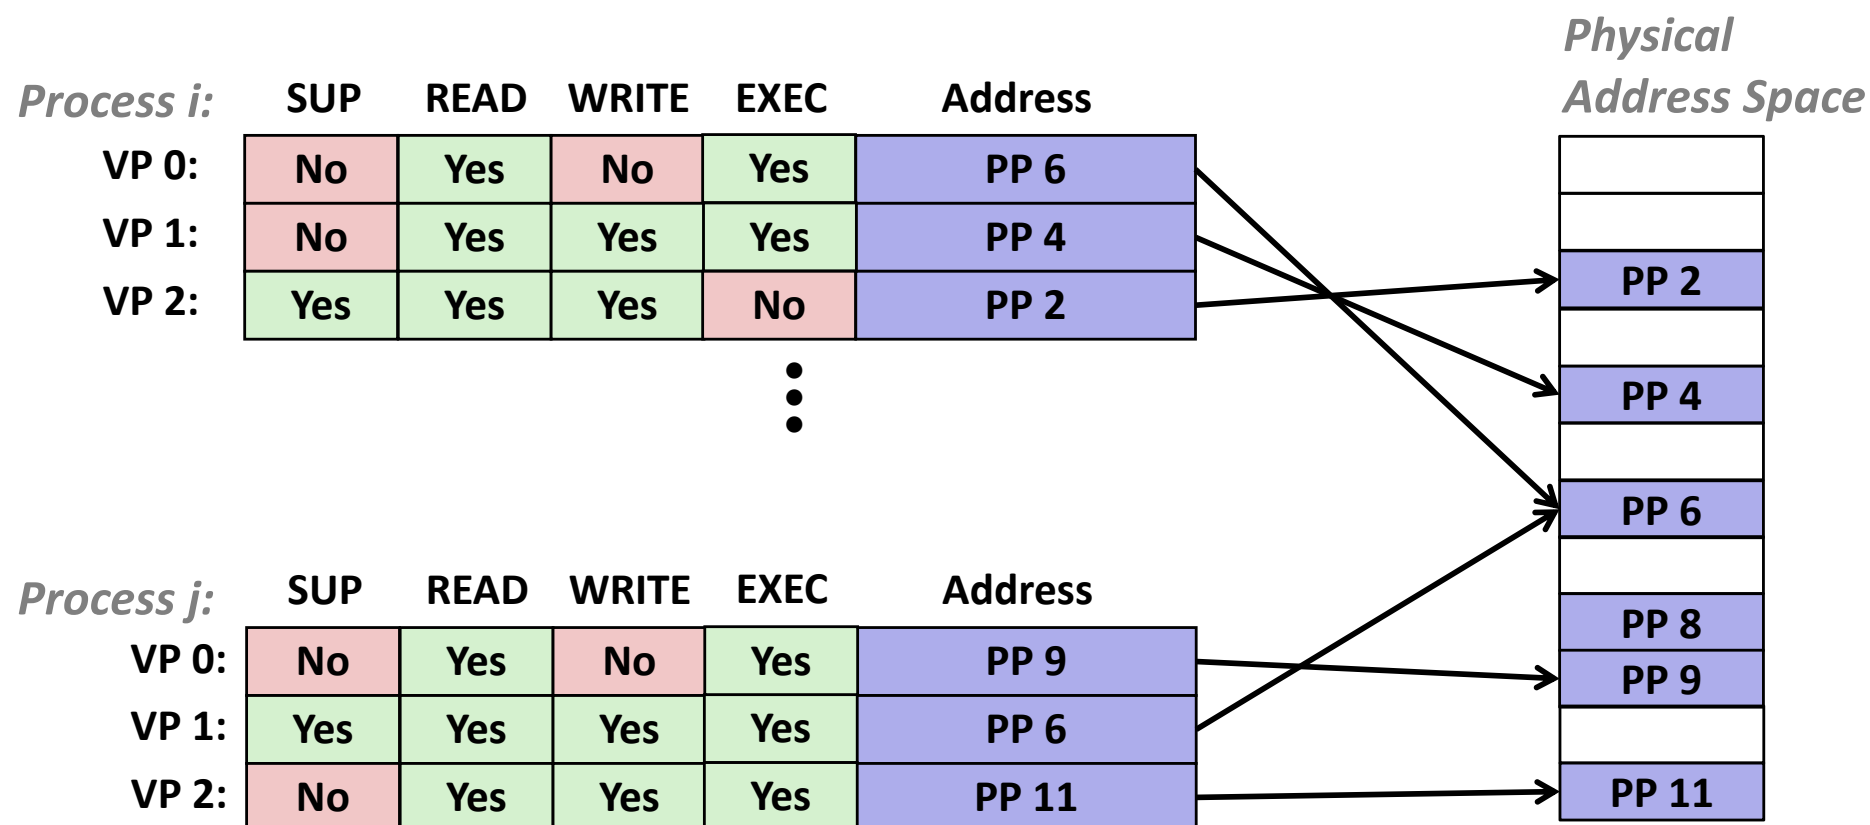 Physical
Address Space
Process i: SUP READ WRITE EXEC Address
VP 0: No Yes No Yes PP 6
VP 1: No Yes Yes Yes PP 4
VP 2: Yes Yes Yes No PP 2
PP 2
PP 4
PP 6
Process j: SUP READ WRITE EXEC Address
VP 0: No Yes No Yes PP 9
VP 1: Yes Yes Yes Yes PP 6
VP 2: No Yes Yes Yes PP 11
PP 8
PP 9
PP 11